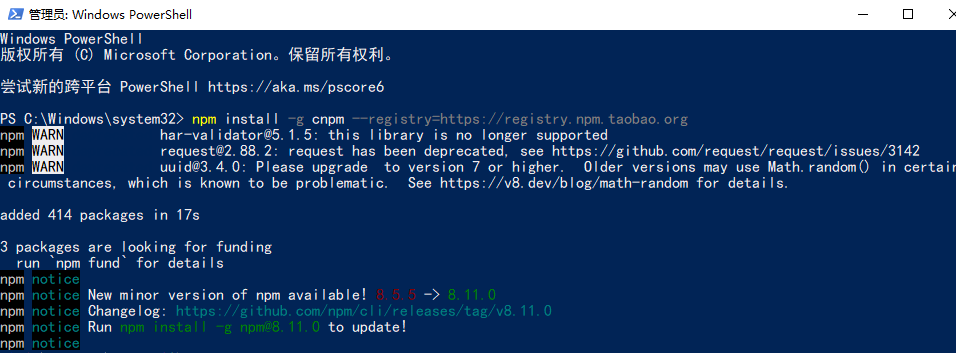 管理员: Windows PowerShell
Windows PowerShell
版权所有 (C) Microsoft Corporation。保留所有权利。
尝试新的跨平台 PowerShell https://aka.ms/pscore6
PS C:\Windows\system32> npm install -g cnpm --registry=https://registry.npm.taobao.org
npm WARN har-validator@5.1.5: this library is no longer supported
npm WARN request@2.88.2: request has been deprecated, see https://github.com/request/request/issues/3142
npm WARN uuid@3.4.0: Please upgrade  to version 7 or higher.  Older versions may use Math.random() in certain
circumstances, which is known to be problematic.  See https://v8.dev/blog/math-random for details.
added 414 packages in 17s
3 packages are looking for funding
run `npm fund` for details
npm notice
npm notice New minor version of npm available! 8.5.5 -> 8.11.0
npm notice Changelog: https://github.com/npm/cli/releases/tag/v8.11.0
npm notice Run npm install -g npm@8.11.0 to update!
npm notice